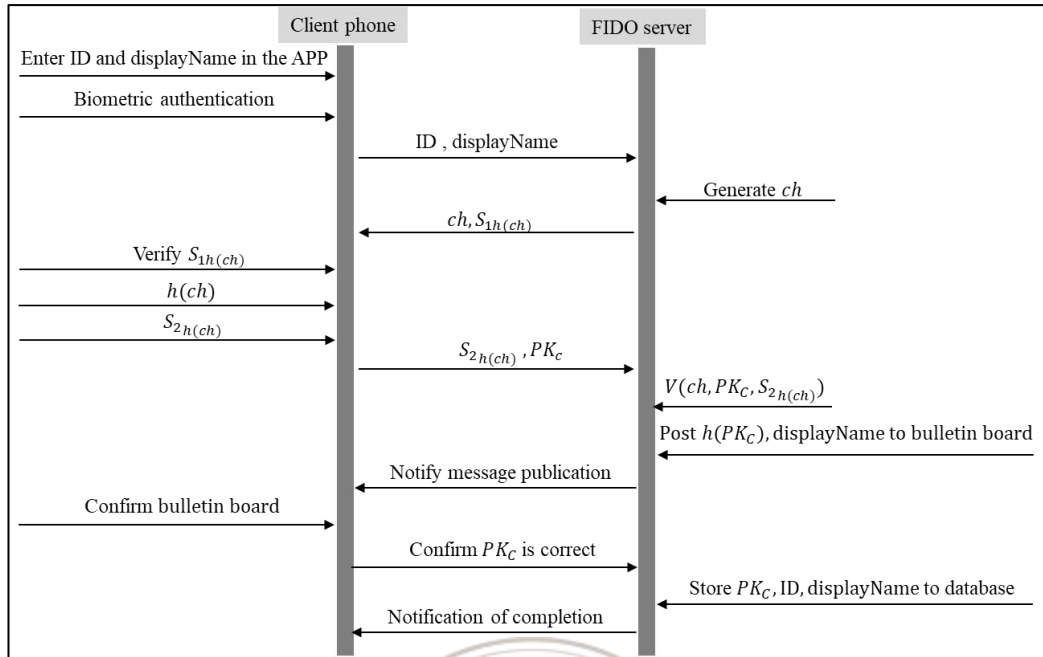 Client phone
FIDO server
Enter ID and displayName in the APP
Biometric authentication
ID , displayName
Generate 𝑐ℎ
𝑐ℎ, 𝑆₁ℎ(𝑐ℎ)
Verify 𝑆₁ℎ(𝑐ℎ)
ℎ(𝑐ℎ)
𝑆₂ℎ(𝑐ℎ)
𝑆₂ℎ(𝑐ℎ) , 𝑃𝐾𝑐
𝑉(𝑐ℎ, 𝑃𝐾𝐶, 𝑆₂ℎ(𝑐ℎ))
Post ℎ(𝑃𝐾𝐶), displayName to bulletin board
Notify message publication
Confirm bulletin board
Confirm 𝑃𝐾𝐶 is correct
Store 𝑃𝐾𝐶, ID, displayName to database
Notification of completion